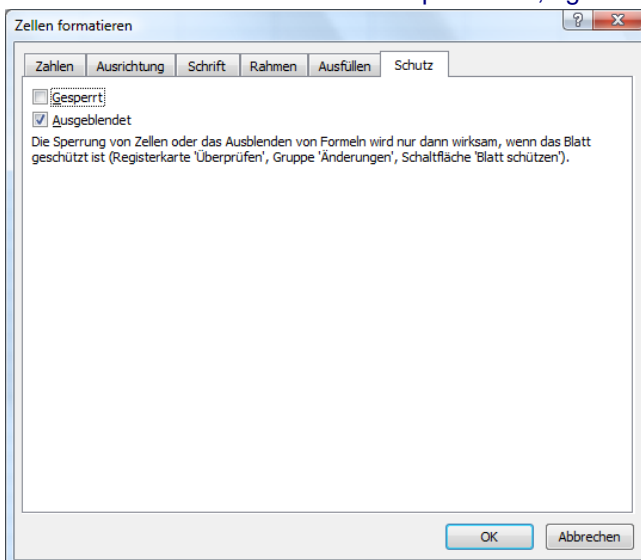 Zellen formatieren
Zahlen Ausrichtung Schrift Rahmen Ausfüllen Schutz
Gesperrt
Ausgeblendet
Die Sperrung von Zellen oder das Ausblenden von Formeln wird nur dann wirksam, wenn das Blatt
geschützt ist (Registerkarte 'Überprüfen', Gruppe 'Änderungen', Schaltfläche 'Blatt schützen').
OK Abbrechen